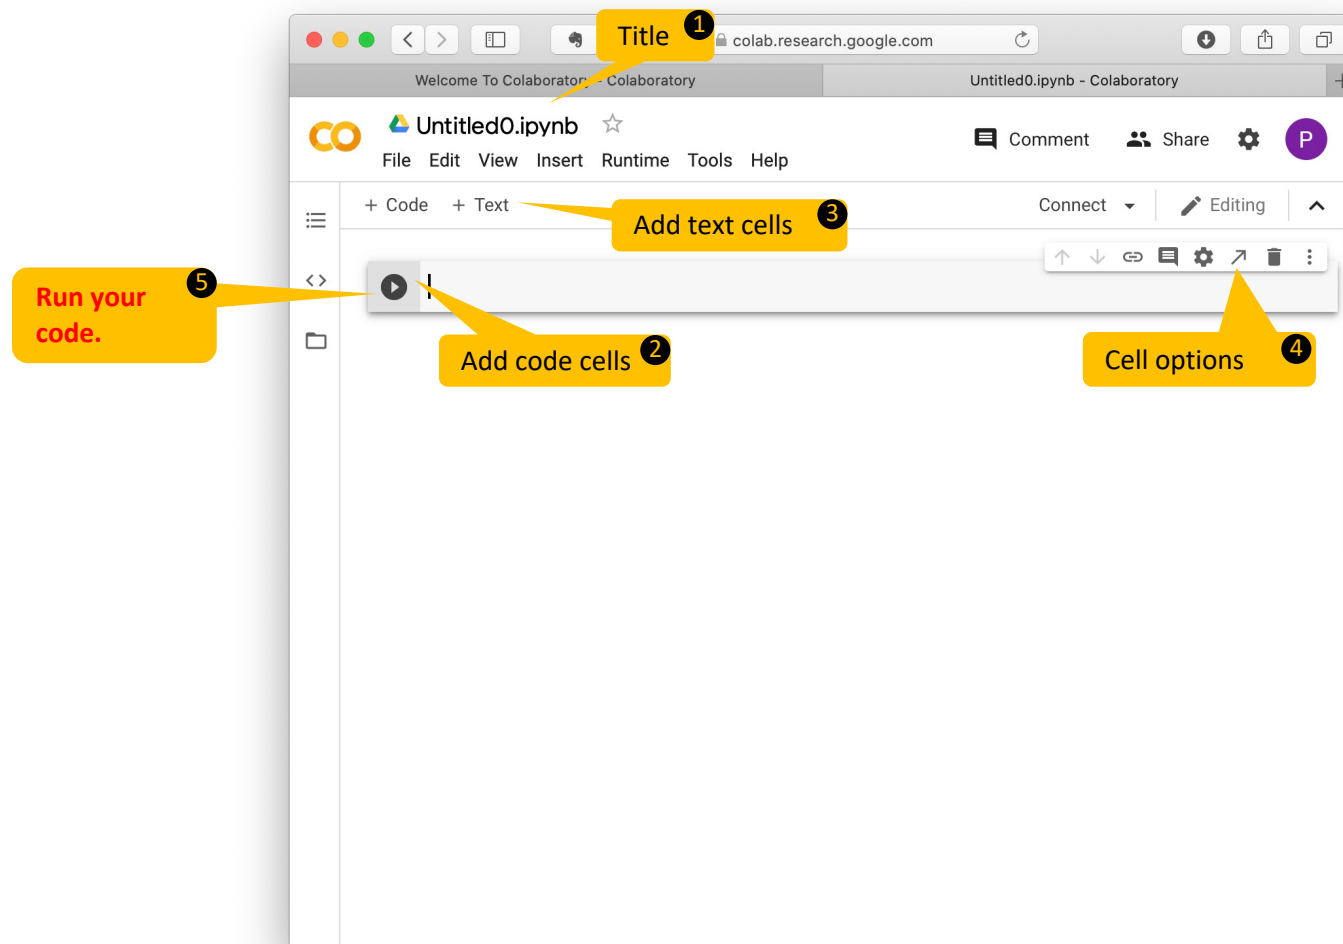 Title 1
colab.research.google.com
Welcome To Colaboratory - Colaboratory
Untitled0.ipynb - Colaboratory
CO
Untitled0.ipynb
Comment
Share
P
File Edit View Insert Runtime Tools Help
+ Code + Text
Connect
Editing
Add text cells 3
Run your 5
code.
Add code cells 2
Cell options 4